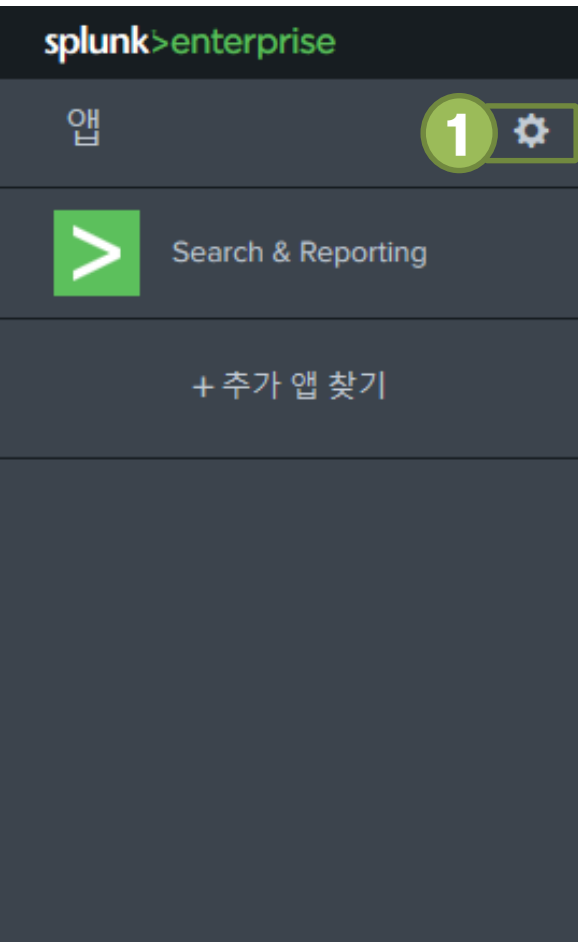 splunk>enterprise
앱
1
Search & Reporting
+ 추가 앱 찾기